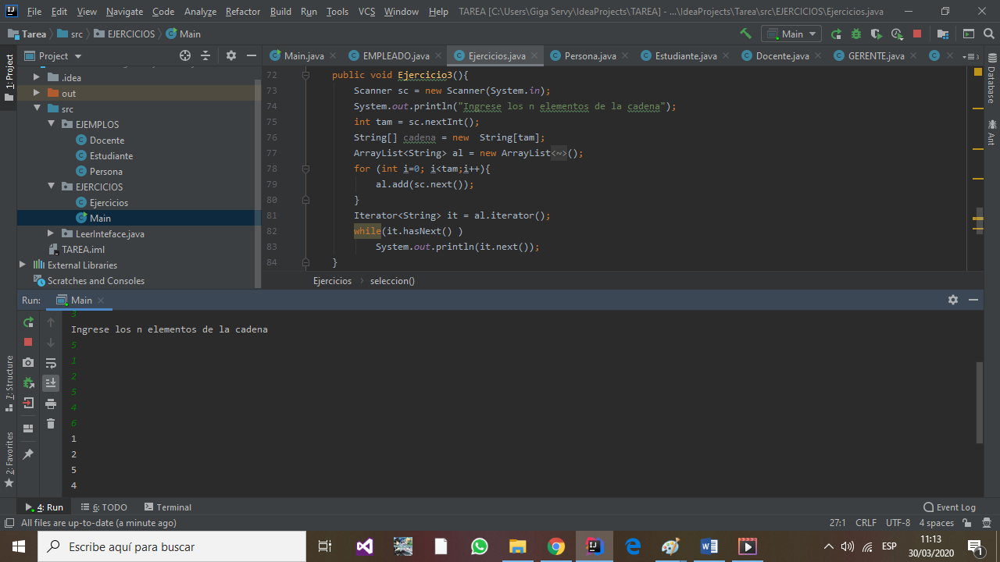 File Edit View Navigate Code Analyze Refactor Build Run Tools VCS Window Help TAREA [C:\Users\Giga Servy\IdeaProjects\TAREA] - ...\IdeaProjects\Tarea\src\EJERCICIOS\Ejercicios.java
Tarea src EJERCICIOS Main
Main
1: Project
Project
Main.java EMPLEADO.java Ejercicios.java Persona.java Estudiante.java Docente.java GERENTE.java
.idea
out
src
EJEMPLOS
Docente
Estudiante
Persona
EJERCICIOS
Ejercicios
Main
LeerInteface.java
TAREA.iml
External Libraries
Scratches and Consoles
72 public void Ejercicio3(){
73 Scanner sc = new Scanner(System.in);
74 System.out.println("Ingrese los n elementos de la cadena");
75 int tam = sc.nextInt();
76 String[] cadena = new  String[tam];
77 ArrayList<String> al = new ArrayList<~>();
78 for (int i=0; i<tam;i++){
79 al.add(sc.next());
80 }
81 Iterator<String> it = al.iterator();
82 while(it.hasNext() )
83 System.out.println(it.next());
84 }
Ejercicios seleccion()
Database
Ant
Run: Main
3
Ingrese los n elementos de la cadena
5
1
2
5
4
6
1
2
5
4
7: Structure
2: Favorites
4: Run 6: TODO Terminal Event Log
All files are up-to-date (a minute ago) 27:1 CRLF UTF-8 4 spaces
Escribe aquí para buscar
ESP
11:13
30/03/2020
1